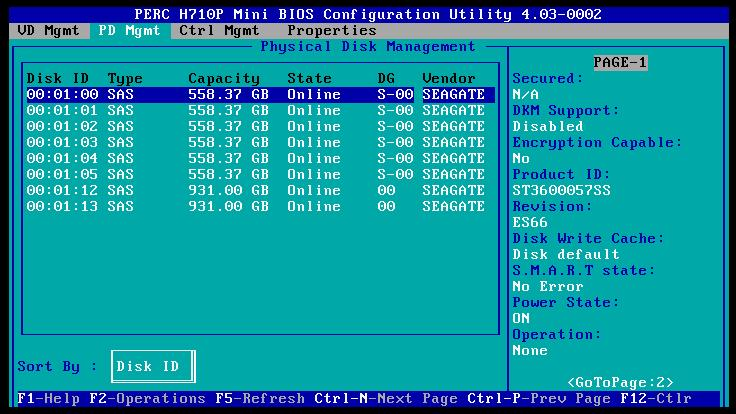 PERC H710P Mini BIOS Configuration Utility 4.03-0002
VD Mgmt PD Mgmt Ctrl Mgmt Properties
Physical Disk Management
Disk ID Type Capacity State DG Vendor
00:01:00 SAS 558.37 GB Online S-00 SEAGATE
00:01:01 SAS 558.37 GB Online S-00 SEAGATE
00:01:02 SAS 558.37 GB Online S-00 SEAGATE
00:01:03 SAS 558.37 GB Online S-00 SEAGATE
00:01:04 SAS 558.37 GB Online S-00 SEAGATE
00:01:05 SAS 558.37 GB Online S-00 SEAGATE
00:01:12 SAS 931.00 GB Online 00 SEAGATE
00:01:13 SAS 931.00 GB Online 00 SEAGATE
Sort By : Disk ID
PAGE-1
Secured:
N/A
DKM Support:
Disabled
Encryption Capable:
No
Product ID:
ST3600057SS
Revision:
ES66
Disk Write Cache:
Disk default
S.M.A.R.T state:
No Error
Power State:
ON
Operation:
None
<GoToPage:2>
F1-Help F2-Operations F5-Refresh Ctrl-N-Next Page Ctrl-P-Prev Page F12-Ctlr